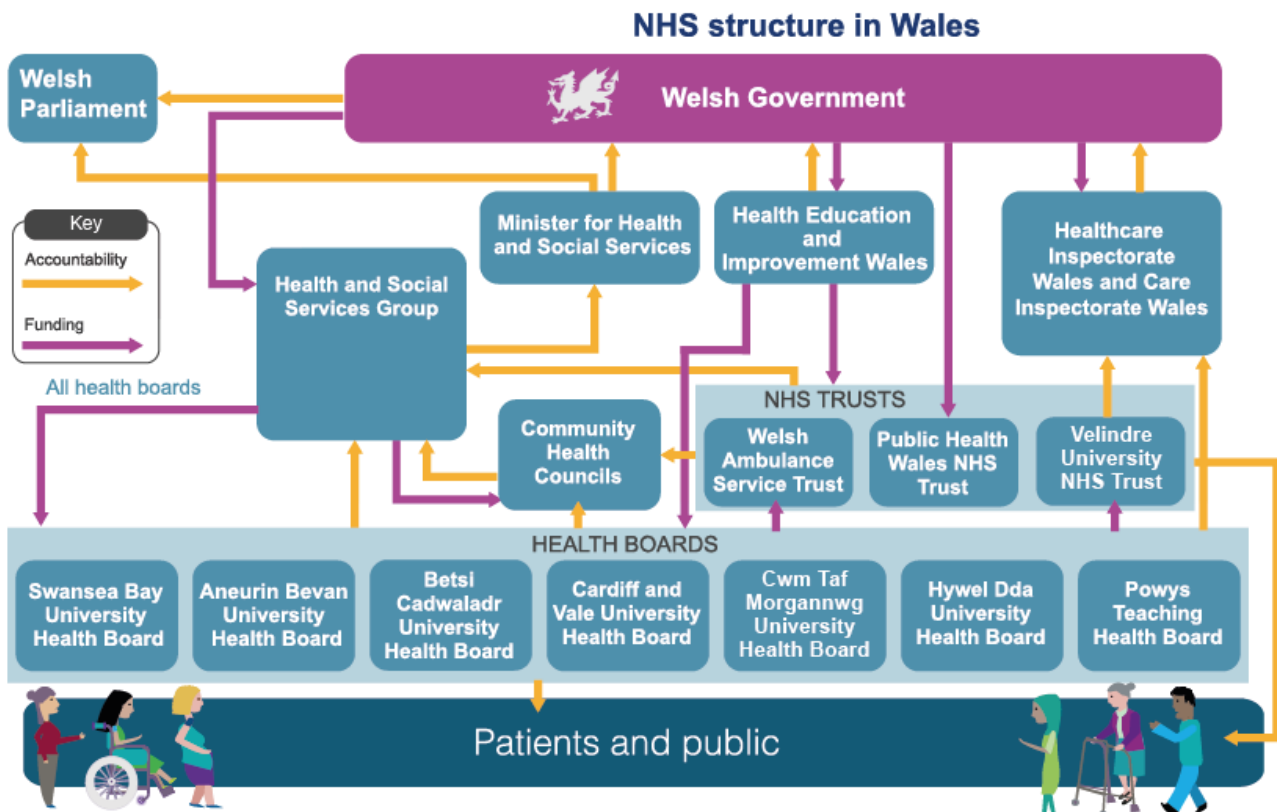 NHS structure in Wales
Welsh
Parliament
Welsh Government
Key
Accountability
Funding
Minister for Health
and Social Services
Health Education
and
Improvement Wales
Healthcare
Inspectorate
Wales and Care
Inspectorate Wales
Health and Social
Services Group
All health boards
Community
Health
Councils
NHS TRUSTS
Welsh
Ambulance
Service Trust
Public Health
Wales NHS
Trust
Velindre
University
NHS Trust
HEALTH BOARDS
Swansea Bay
University
Health Board
Aneurin Bevan
University
Health Board
Betsi
Cadwaladr
University
Health Board
Cardiff and
Vale University
Health Board
Cwm Taf
Morgannwg
University
Health Board
Hywel Dda
University
Health Board
Powys
Teaching
Health Board
Patients and public